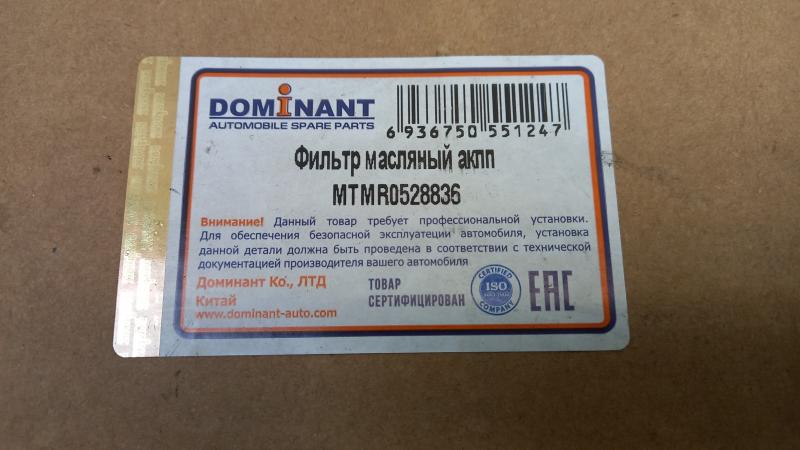 DOMiNANT
AUTOMOBILE SPARE PARTS
6 936750 551247
Фильтр масляный акпп
MTMR0528836
Внимание! Данный товар требует профессиональной установки.
Для обеспечения безопасной эксплуатеции автомобиля, установка
данной детали должна быть проведена в соответствии с технической
документацией производителя вашего автомобиля
Доминант Ко., ЛТД
Китай
www.dominant-auto.com
ТОВАР
СЕРТИФИЦИРОВАН
CERTIFIED
ISO
COMPANY
EAC